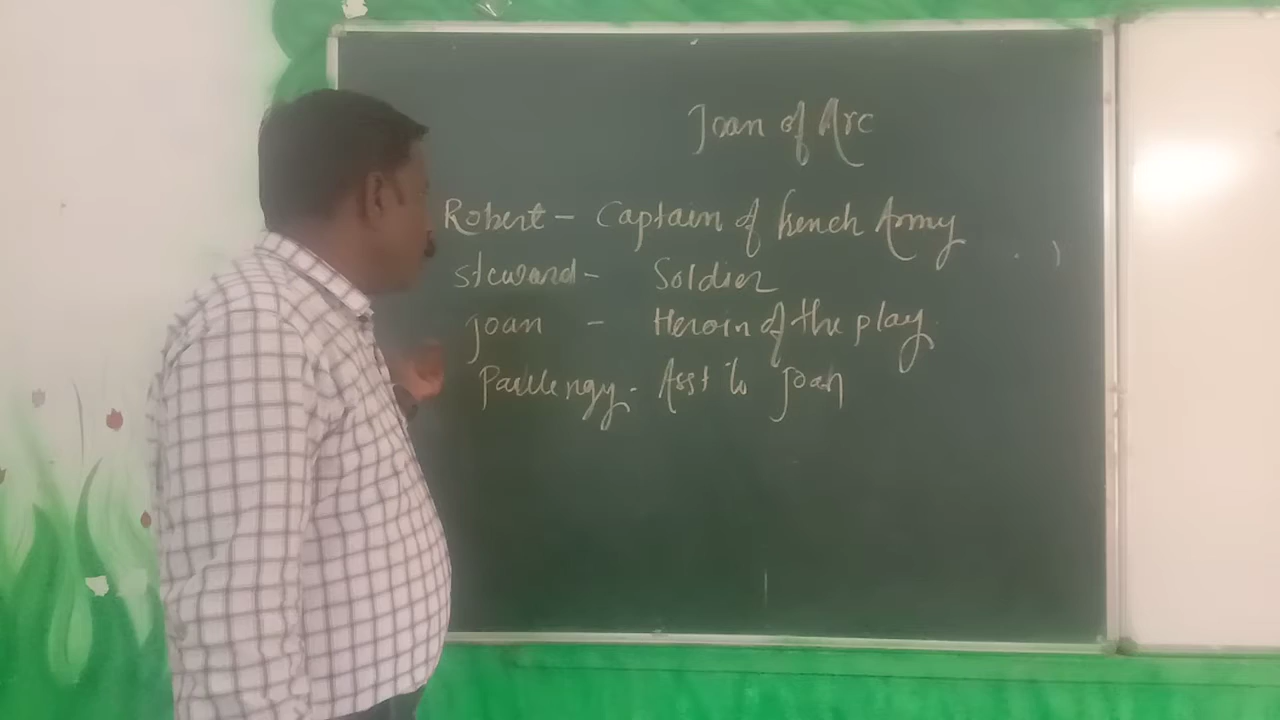 Joan of Arc
Robert - Captain of french Army
Steward - Soldier
Joan - Heroin of the play
Paullengy - Asst to Joan